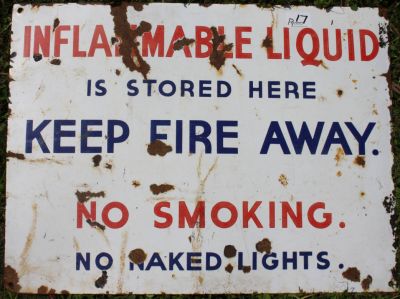 INFLAMMABLE LIQUID
IS STORED HERE
KEEP FIRE AWAY.
NO SMOKING.
NO NAKED LIGHTS.